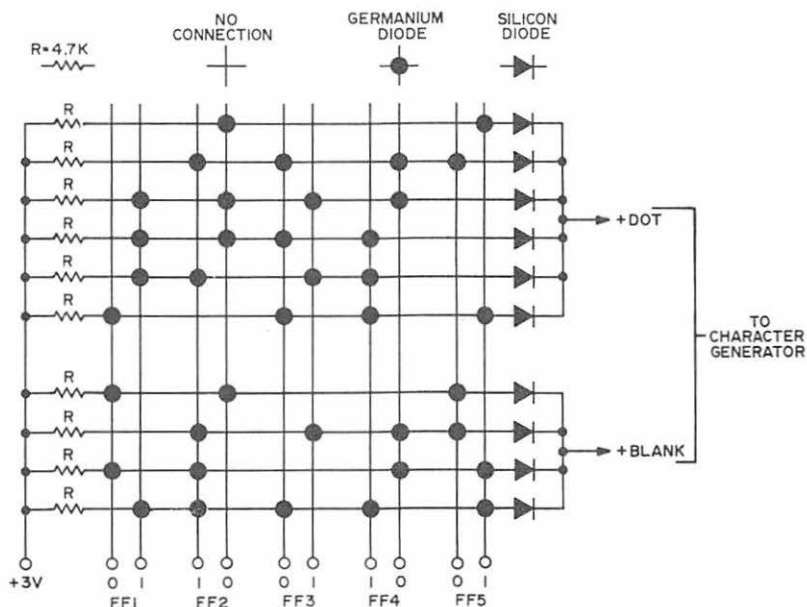 R=4.7K
NO
CONNECTION
GERMANIUM
DIODE
SILICON
DIODE
R
R
R
R
R
R
+DOT
TO
CHARACTER
GENERATOR
R
R
R
R
+BLANK
+3V
0 1 1 0 0 1 1 0 0 1
FF1 FF2 FF3 FF4 FF5